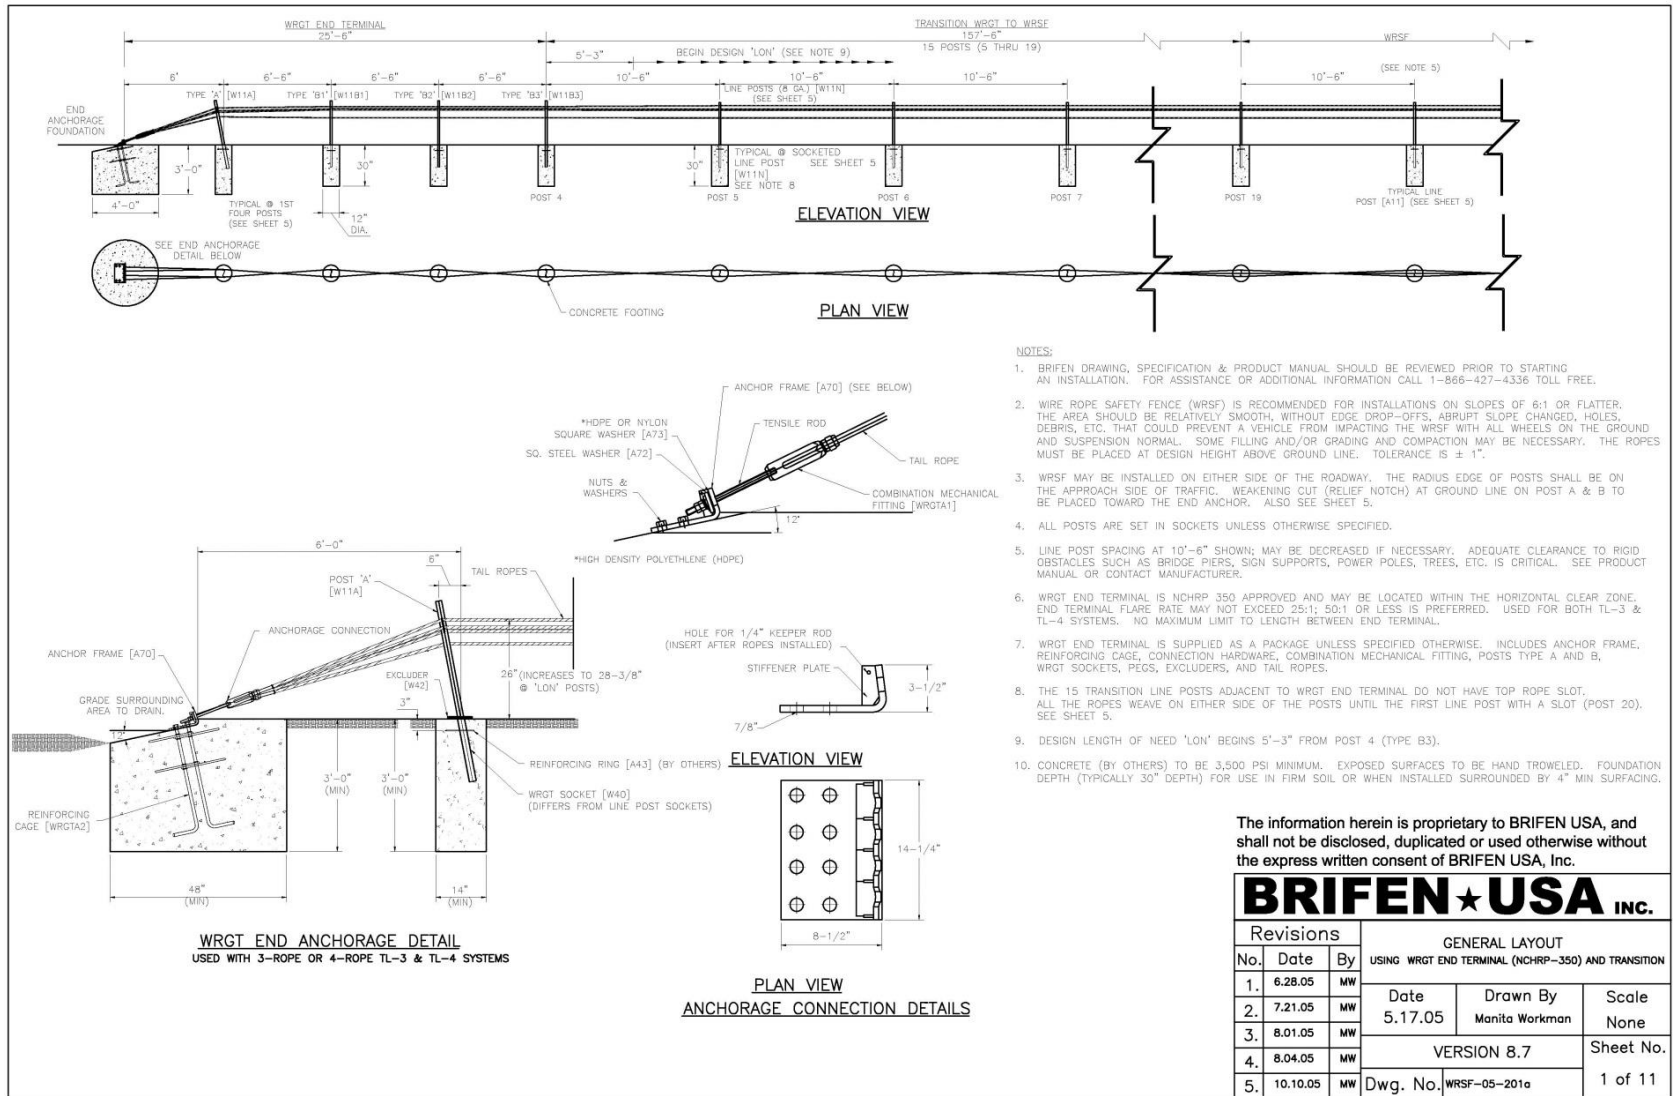 WRGT END TERMINAL
25'-6"
TRANSITION WRGT TO WRSF
157'-6"
15 POSTS (5 THRU 19)
WRSF
5'-3"
BEGIN DESIGN 'LON' (SEE NOTE 9)
(SEE NOTE 5)
6'
6'-6"
6'-6"
6'-6"
10'-6"
10'-6"
10'-6"
10'-6"
TYPE 'A' [W11A]
TYPE 'B1' [W11B1]
TYPE 'B2' [W11B2]
TYPE 'B3' [W11B3]
LINE POSTS (8 GA.) [W11N]
(SEE SHEET 5)
END
ANCHORAGE
FOUNDATION
3'-0"
4'-0"
30"
30"
TYPICAL @ 1ST
FOUR POSTS
(SEE SHEET 5)
12"
DIA.
TYPICAL @ SOCKETED
LINE POST SEE SHEET 5
[W11N]
SEE NOTE 8
POST 4
POST 5
POST 6
POST 7
POST 19
TYPICAL LINE
POST [A11] (SEE SHEET 5)
ELEVATION VIEW
SEE END ANCHORAGE
DETAIL BELOW
CONCRETE FOOTING
PLAN VIEW
ANCHOR FRAME [A70] (SEE BELOW)
*HDPE OR NYLON
SQUARE WASHER [A73]
TENSILE ROD
SQ. STEEL WASHER [A72]
TAIL ROPE
NUTS &
WASHERS
COMBINATION MECHANICAL
FITTING [WRGTA1]
12°
*HIGH DENSITY POLYETHLENE (HDPE)
6'-0"
6"
POST 'A'
[W11A]
TAIL ROPES
ANCHORAGE CONNECTION
ANCHOR FRAME [A70]
EXCLUDER
[W42]
26" (INCREASES TO 28-3/8"
@ 'LON' POSTS)
GRADE SURROUNDING
AREA TO DRAIN.
3"
12°
REINFORCING RING [A43] (BY OTHERS)
3'-0"
(MIN)
3'-0"
(MIN)
WRGT SOCKET [W40]
(DIFFERS FROM LINE POST SOCKETS)
REINFORCING
CAGE [WRGTA2]
48"
(MIN)
14"
(MIN)
WRGT END ANCHORAGE DETAIL
USED WITH 3-ROPE OR 4-ROPE TL-3 & TL-4 SYSTEMS
HOLE FOR 1/4" KEEPER ROD
(INSERT AFTER ROPES INSTALLED)
STIFFENER PLATE
3-1/2"
7/8"
ELEVATION VIEW
14-1/4"
8-1/2"
PLAN VIEW
ANCHORAGE CONNECTION DETAILS
NOTES:
1. BRIFEN DRAWING, SPECIFICATION & PRODUCT MANUAL SHOULD BE REVIEWED PRIOR TO STARTING
AN INSTALLATION. FOR ASSISTANCE OR ADDITIONAL INFORMATION CALL 1-866-427-4336 TOLL FREE.
2. WIRE ROPE SAFETY FENCE (WRSF) IS RECOMMENDED FOR INSTALLATIONS ON SLOPES OF 6:1 OR FLATTER.
THE AREA SHOULD BE RELATIVELY SMOOTH, WITHOUT EDGE DROP-OFFS, ABRUPT SLOPE CHANGED, HOLES,
DEBRIS, ETC. THAT COULD PREVENT A VEHICLE FROM IMPACTING THE WRSF WITH ALL WHEELS ON THE GROUND
AND SUSPENSION NORMAL. SOME FILLING AND/OR GRADING AND COMPACTION MAY BE NECESSARY. THE ROPES
MUST BE PLACED AT DESIGN HEIGHT ABOVE GROUND LINE. TOLERANCE IS ± 1".
3. WRSF MAY BE INSTALLED ON EITHER SIDE OF THE ROADWAY. THE RADIUS EDGE OF POSTS SHALL BE ON
THE APPROACH SIDE OF TRAFFIC. WEAKENING CUT (RELIEF NOTCH) AT GROUND LINE ON POST A & B TO
BE PLACED TOWARD THE END ANCHOR. ALSO SEE SHEET 5.
4. ALL POSTS ARE SET IN SOCKETS UNLESS OTHERWISE SPECIFIED.
5. LINE POST SPACING AT 10'-6" SHOWN; MAY BE DECREASED IF NECESSARY. ADEQUATE CLEARANCE TO RIGID
OBSTACLES SUCH AS BRIDGE PIERS, SIGN SUPPORTS, POWER POLES, TREES, ETC. IS CRITICAL. SEE PRODUCT
MANUAL OR CONTACT MANUFACTURER.
6. WRGT END TERMINAL IS NCHRP 350 APPROVED AND MAY BE LOCATED WITHIN THE HORIZONTAL CLEAR ZONE.
END TERMINAL FLARE RATE MAY NOT EXCEED 25:1; 50:1 OR LESS IS PREFERRED. USED FOR BOTH TL-3 &
TL-4 SYSTEMS. NO MAXIMUM LIMIT TO LENGTH BETWEEN END TERMINAL.
7. WRGT END TERMINAL IS SUPPLIED AS A PACKAGE UNLESS SPECIFIED OTHERWISE. INCLUDES ANCHOR FRAME,
REINFORCING CAGE, CONNECTION HARDWARE, COMBINATION MECHANICAL FITTING, POSTS TYPE A AND B,
WRGT SOCKETS, PEGS, EXCLUDERS, AND TAIL ROPES.
8. THE 15 TRANSITION LINE POSTS ADJACENT TO WRGT END TERMINAL DO NOT HAVE TOP ROPE SLOT.
ALL THE ROPES WEAVE ON EITHER SIDE OF THE POSTS UNTIL THE FIRST LINE POST WITH A SLOT (POST 20).
SEE SHEET 5.
9. DESIGN LENGTH OF NEED 'LON' BEGINS 5'-3" FROM POST 4 (TYPE B3).
10. CONCRETE (BY OTHERS) TO BE 3,500 PSI MINIMUM. EXPOSED SURFACES TO BE HAND TROWELED. FOUNDATION
DEPTH (TYPICALLY 30" DEPTH) FOR USE IN FIRM SOIL OR WHEN INSTALLED SURROUNDED BY 4" MIN SURFACING.
The information herein is proprietary to BRIFEN USA, and
shall not be disclosed, duplicated or used otherwise without
the express written consent of BRIFEN USA, Inc.
BRIFEN★USA INC.
Revisions
No. Date By
1. 6.28.05 MW
2. 7.21.05 MW
3. 8.01.05 MW
4. 8.04.05 MW
5. 10.10.05 MW
GENERAL LAYOUT
USING WRGT END TERMINAL (NCHRP-350) AND TRANSITION
Date
5.17.05
Drawn By
Manita Workman
Scale
None
VERSION 8.7
Sheet No.
1 of 11
Dwg. No. WRSF-05-201a